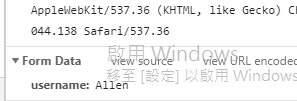 AppleWebKit/537.36 (KHTML, like Gecko) C
044.138 Safari/537.36
啟用 Windows
Form Data view source view URL encoded
移至 [設定] 以啟用 Windows
username: Allen